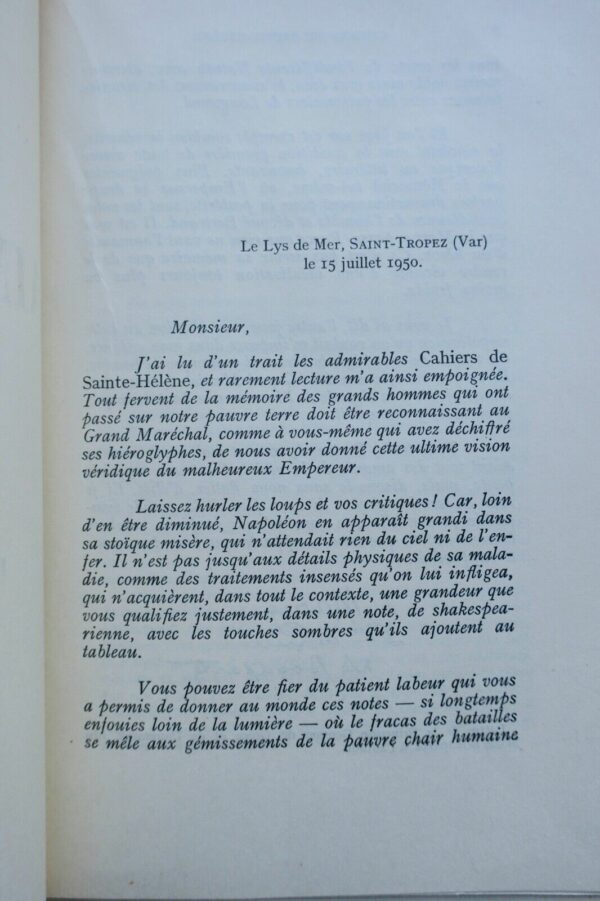 Le Lys de Mer, SAINT-TROPEZ (Var)
le 15 juillet 1950.
Monsieur,
J'ai lu d'un trait les admirables Cahiers de
Sainte-Hélène, et rarement lecture m'a ainsi empoignée.
Tout fervent de la mémoire des grands hommes qui ont
passé sur notre pauvre terre doit être reconnaissant au
Grand Maréchal, comme à vous-même qui avez déchiffré
ses hiéroglyphes, de nous avoir donné cette ultime vision
véridique du malheureux Empereur.
Laissez hurler les loups et vos critiques ! Car, loin
d'en être diminué, Napoléon en apparaît grandi dans
sa stoïque misère, qui n'attendait rien du ciel ni de l'en-
fer. Il n'est pas jusqu'aux détails physiques de sa mala-
die, comme des traitements insensés qu'on lui infligea,
qui n'acquièrent, dans tout le contexte, une grandeur que
vous qualifiez justement, dans une note, de shakespea-
rienne, avec les touches sombres qu'ils ajoutent au
tableau.
Vous pouvez être fier du patient labeur qui vous
a permis de donner au monde ces notes — si longtemps
enfouies loin de la lumière — où le fracas des batailles
se mêle aux gémissements de la pauvre chair humaine